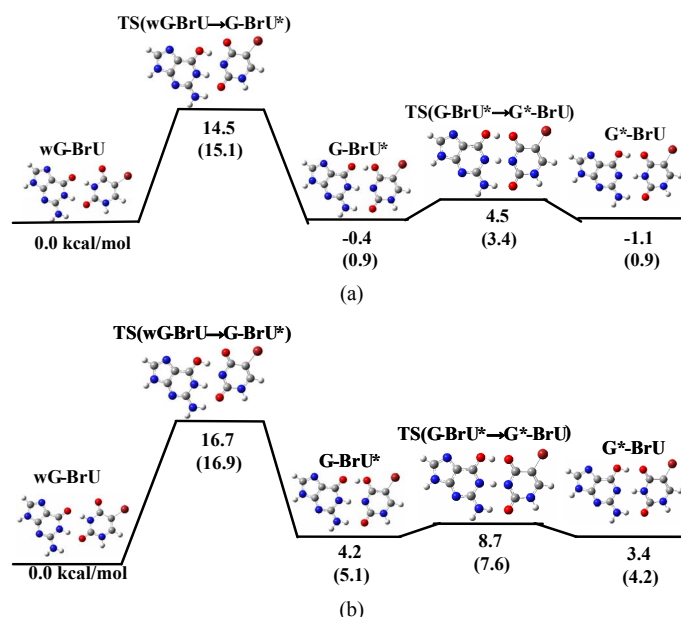 TS(wG-BrU→G-BrU*)
TS(G-BrU*→G*-BrU)
wG-BrU
14.5
(15.1)
G-BrU*
G*-BrU
0.0 kcal/mol
-0.4
(0.9)
4.5
(3.4)
-1.1
(0.9)
(a)
TS(wG-BrU→G-BrU*)
TS(G-BrU*→G*-BrU)
wG-BrU
16.7
(16.9)
G-BrU*
G*-BrU
0.0 kcal/mol
4.2
(5.1)
8.7
(7.6)
3.4
(4.2)
(b)